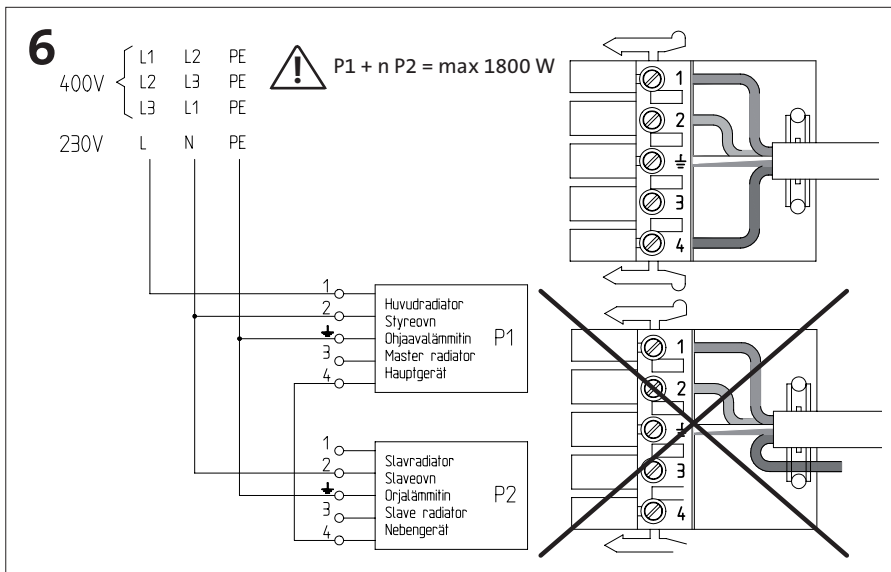 6
400V
L1 L2 PE
L2 L3 PE
L3 L1 PE
230V L N PE
P1 + n P2 = max 1800 W
1
2
3
4
Huvudradiator
Styreovn
Ohjaavalämmitin
Master radiator
Hauptgerät
P1
1
2
3
4
Slavradiator
Slaveovn
Orjalämmitin
Slave radiator
Nebengerät
P2
1
2
3
4
1
2
3
4